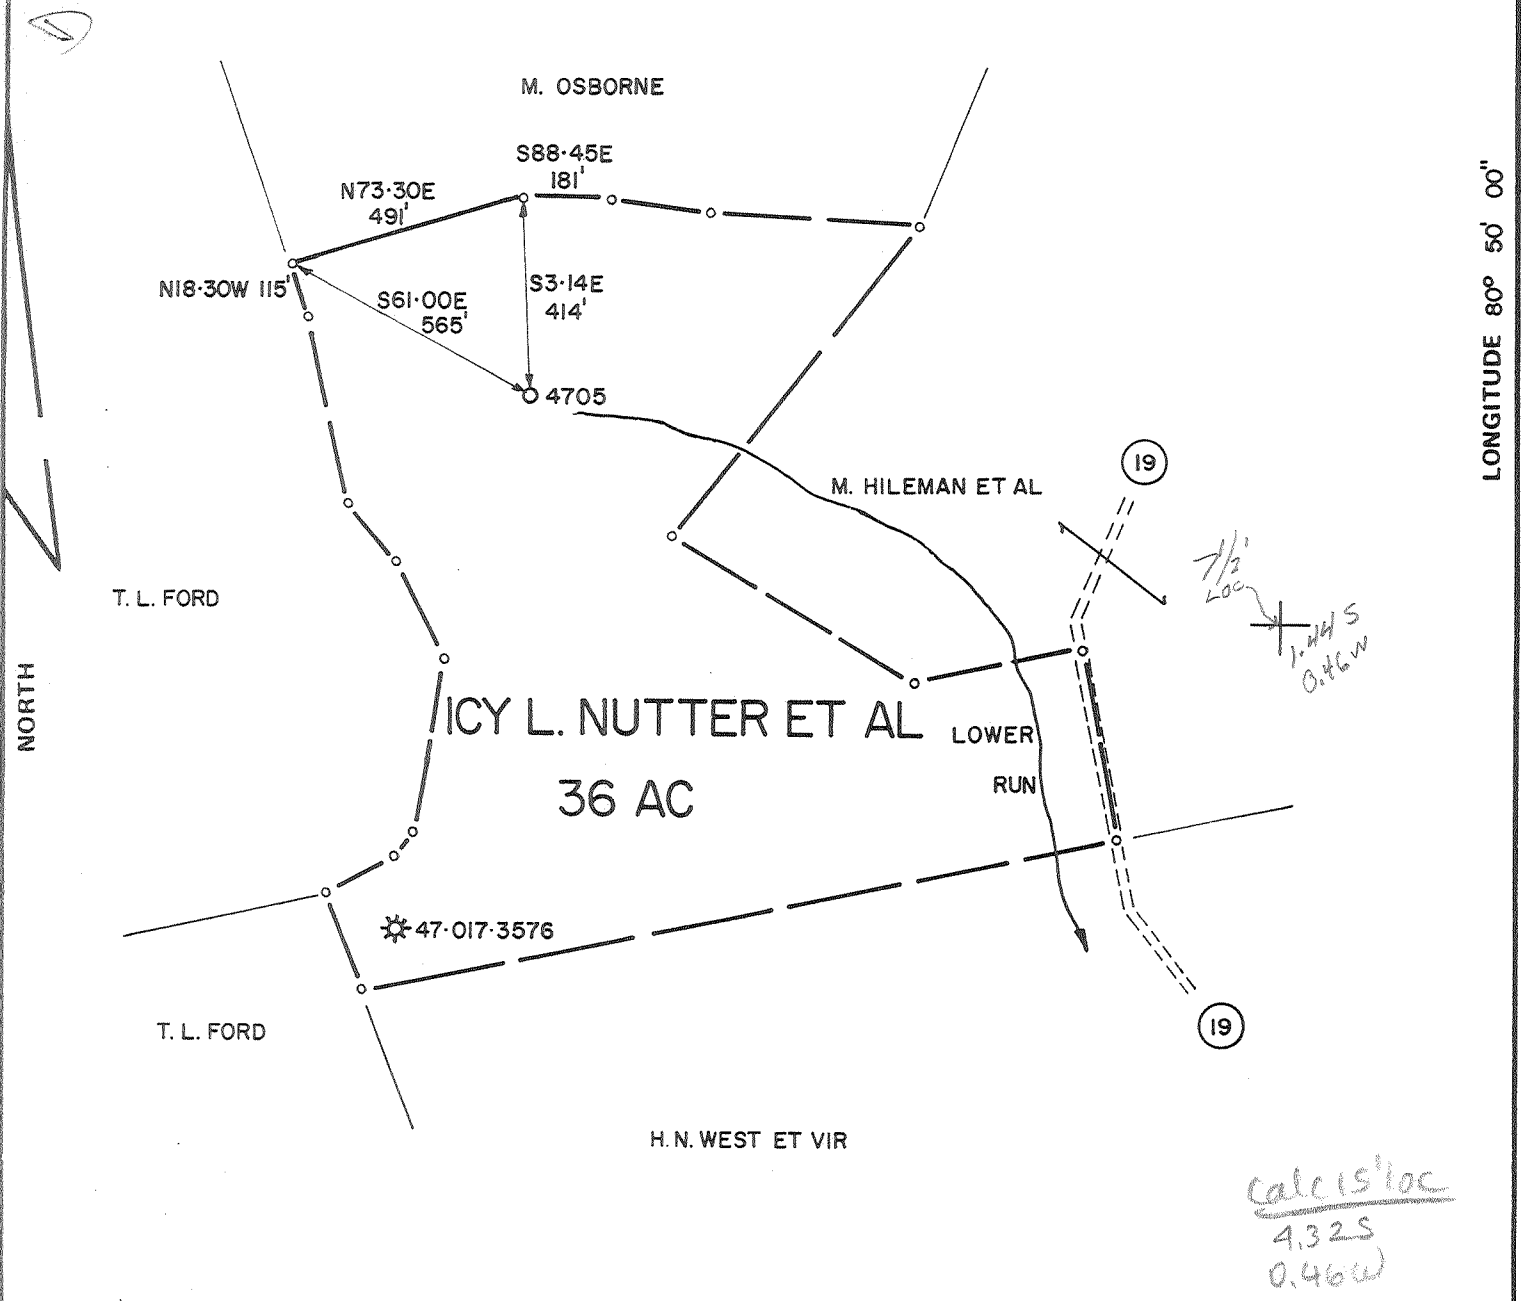 M. OSBORNE
S88·45E
181'
N73·30E
491'
N18·30W 115'
S61·00E
565'
S3·14E
414'
4705
LONGITUDE 80° 50' 00"
19
M. HILEMAN ET AL
7 1/2'
LOC
1.44 S
0.46 W
T. L. FORD
NORTH
ICY L. NUTTER ET AL
36 AC
LOWER
RUN
47·017·3576
T. L. FORD
19
H. N. WEST ET VIR
Calc 15' loc
4.32 S
0.46 W